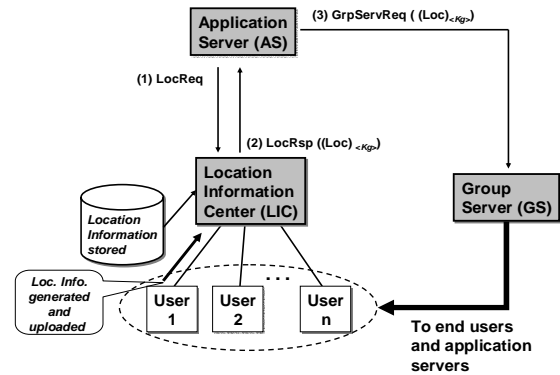 Application
Server (AS)
(3) GrpServReq ( (Loc)<Kg>)
(1) LocReq
(2) LocRsp ((Loc) <Kg>)
Location
Information
Center (LIC)
Group
Server (GS)
Location
Information
stored
Loc. Info.
generated
and
uploaded
User
1
User
2
. . .
User
n
To end users
and application
servers